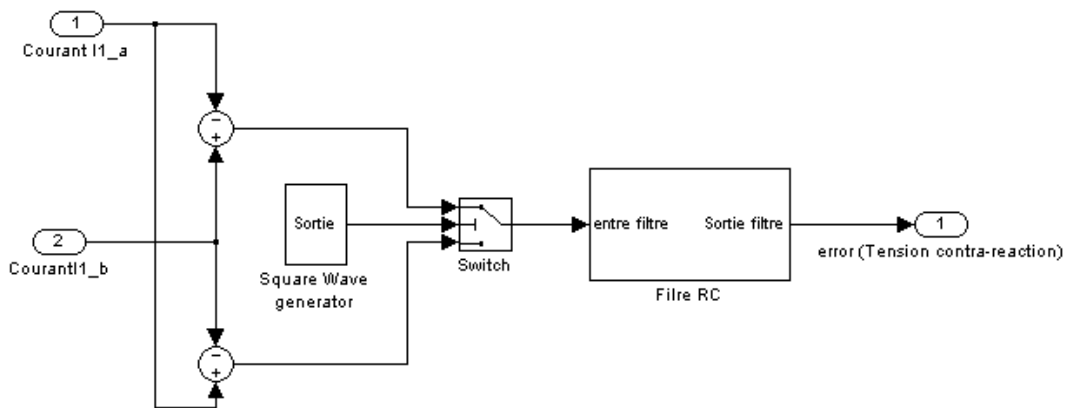 1
Courant I1_a
−
+
2
CourantI1_b
Sortie
Square Wave
generator
Switch
entre filtre
Sortie filtre
Filre RC
1
error (Tension contra-reaction)
−
+